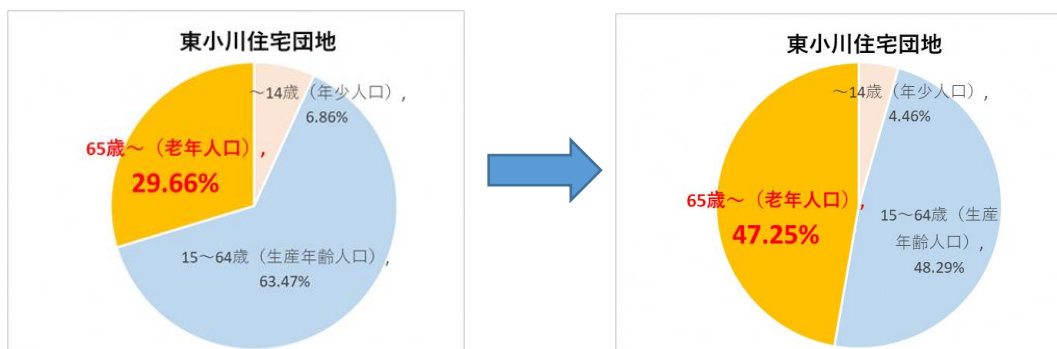 東小川住宅団地
～14歳（年少人口）,
6.86%
65歳～（老年人口）,
29.66%
15～64歳（生産年齢人口）,
63.47%
東小川住宅団地
～14歳（年少人口）,
4.46%
65歳～（老年人口）,
47.25%
15～64歳（生産
年齢人口）,
48.29%